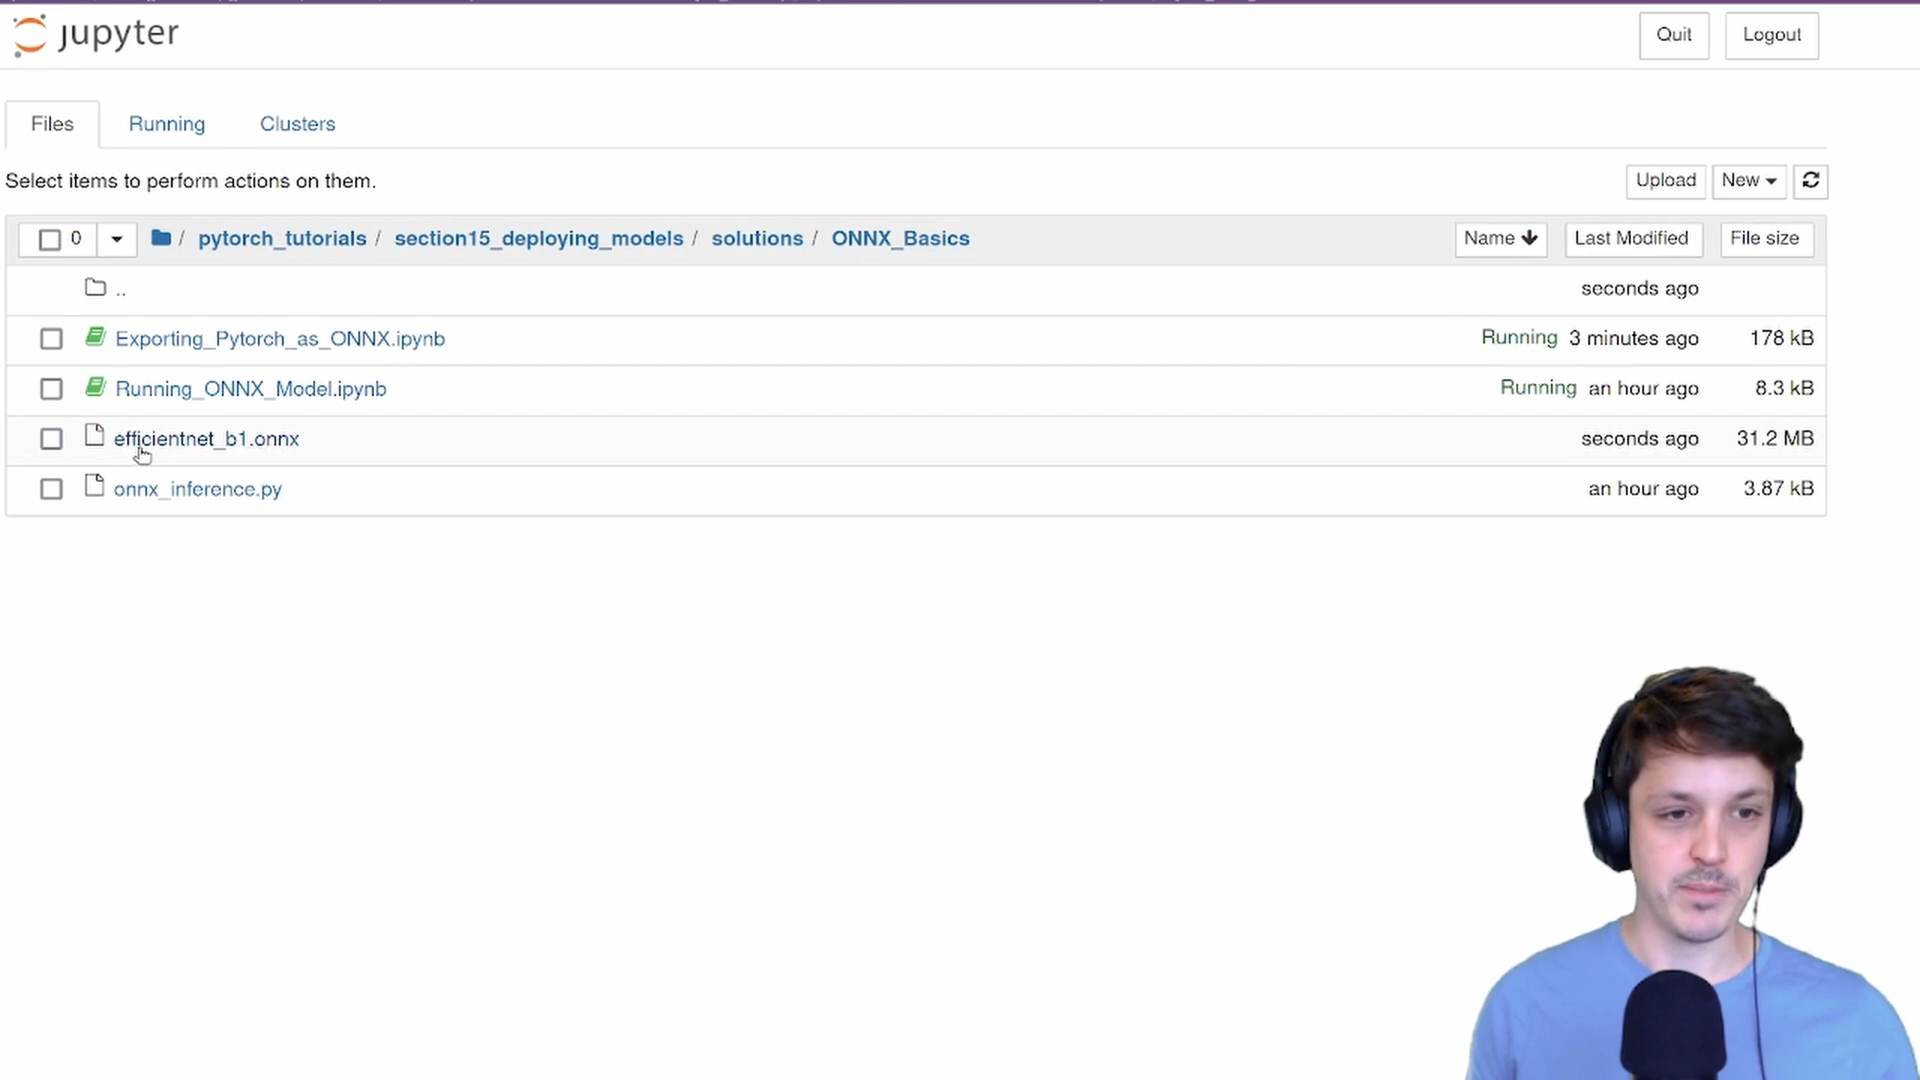 jupyter Quit Logout
Files Running Clusters
Select items to perform actions on them. Upload New
0 / pytorch_tutorials / section15_deploying_models / solutions / ONNX_Basics Name Last Modified File size
.. seconds ago
Exporting_Pytorch_as_ONNX.ipynb Running 3 minutes ago 178 kB
Running_ONNX_Model.ipynb Running an hour ago 8.3 kB
efficientnet_b1.onnx seconds ago 31.2 MB
onnx_inference.py an hour ago 3.87 kB